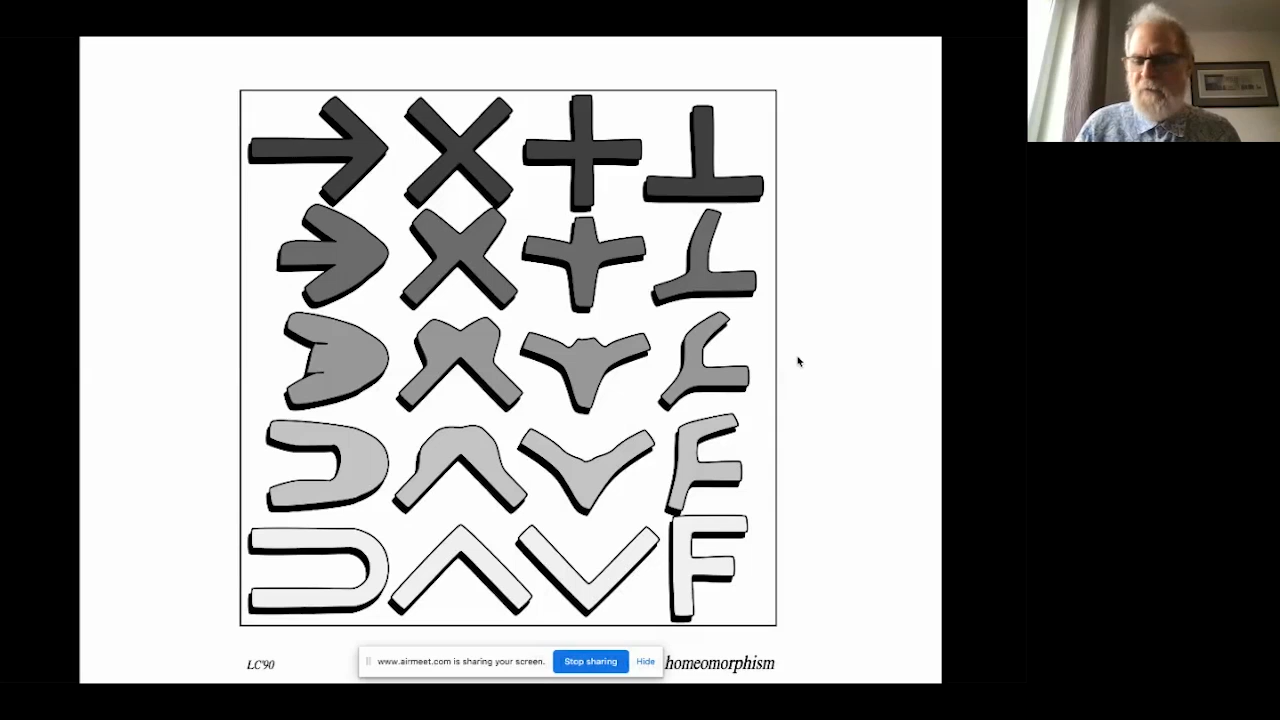 → X + ⊥
⊃ ∧ V F
LC'90
homeomorphism
www.airmeet.com is sharing your screen.
Stop sharing
Hide